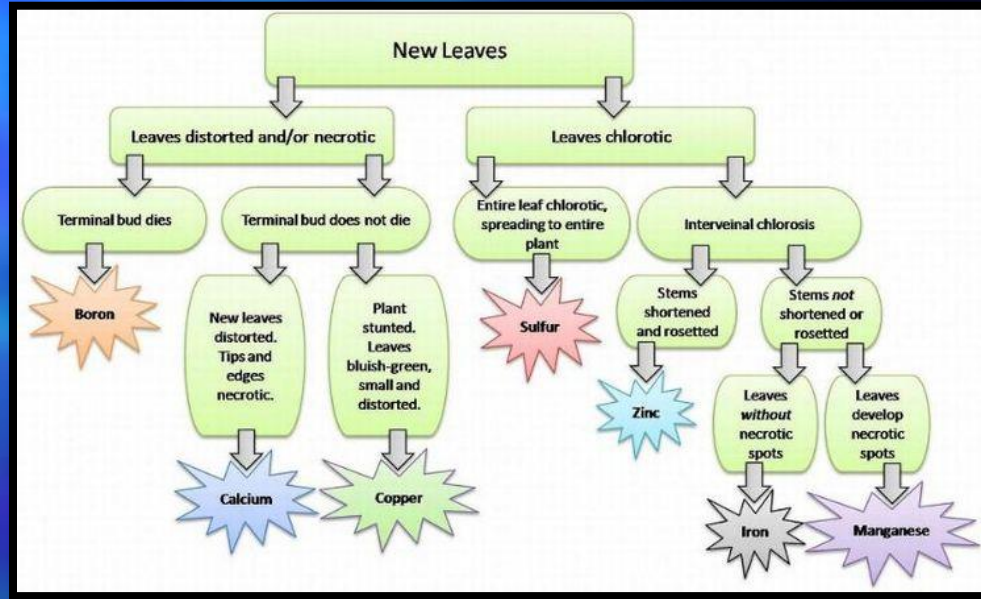 New Leaves
Leaves distorted and/or necrotic
Leaves chlorotic
Terminal bud dies
Terminal bud does not die
Entire leaf chlorotic,
spreading to entire
plant
Interveinal chlorosis
Boron
New leaves
distorted.
Tips and
edges
necrotic.
Plant
stunted.
Leaves
bluish-green,
small and
distorted.
Sulfur
Stems
shortened
and rosetted
Stems not
shortened or
rosetted
Zinc
Leaves
without
necrotic
spots
Leaves
develop
necrotic
spots
Calcium
Copper
Iron
Manganese